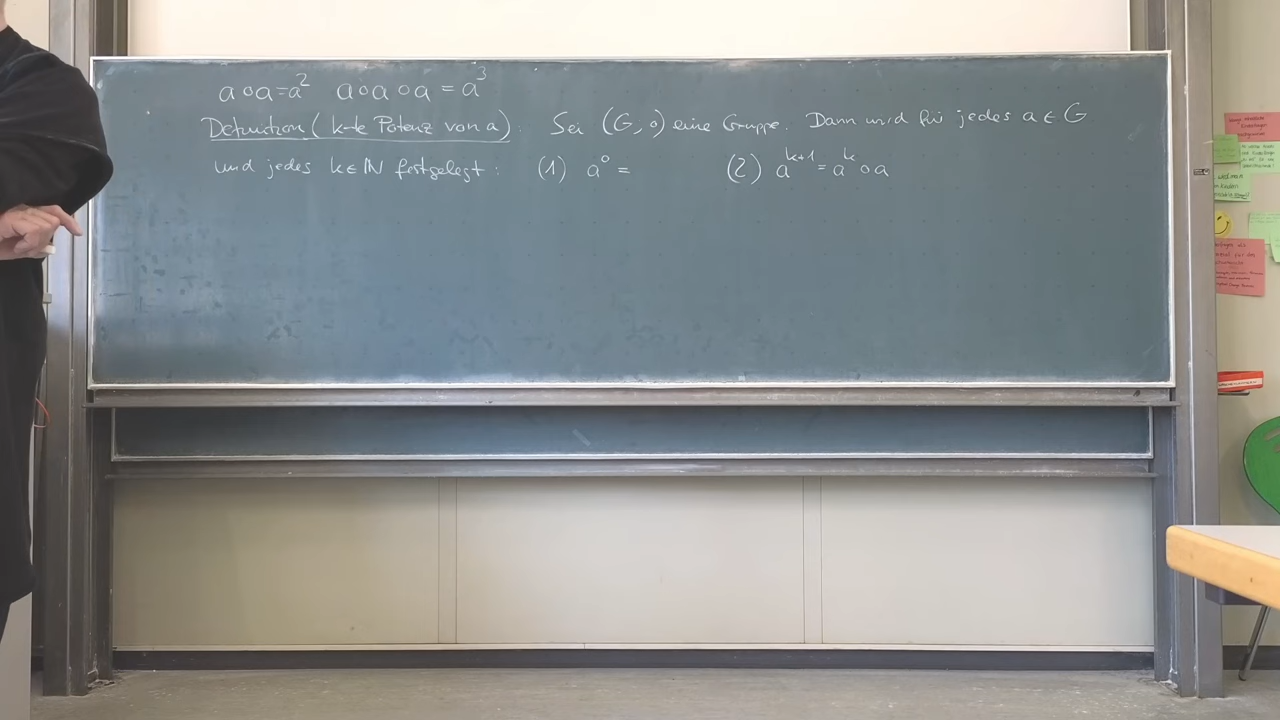 a∘a=a² a∘a∘a = a³
Definition (k-te Potenz von a): Sei (G,∘) eine Gruppe. Dann wird für jedes a ∈ G
und jedes k∈ℕ festgelegt: (1) a⁰ = (2) aᵏ⁺¹ = aᵏ∘a